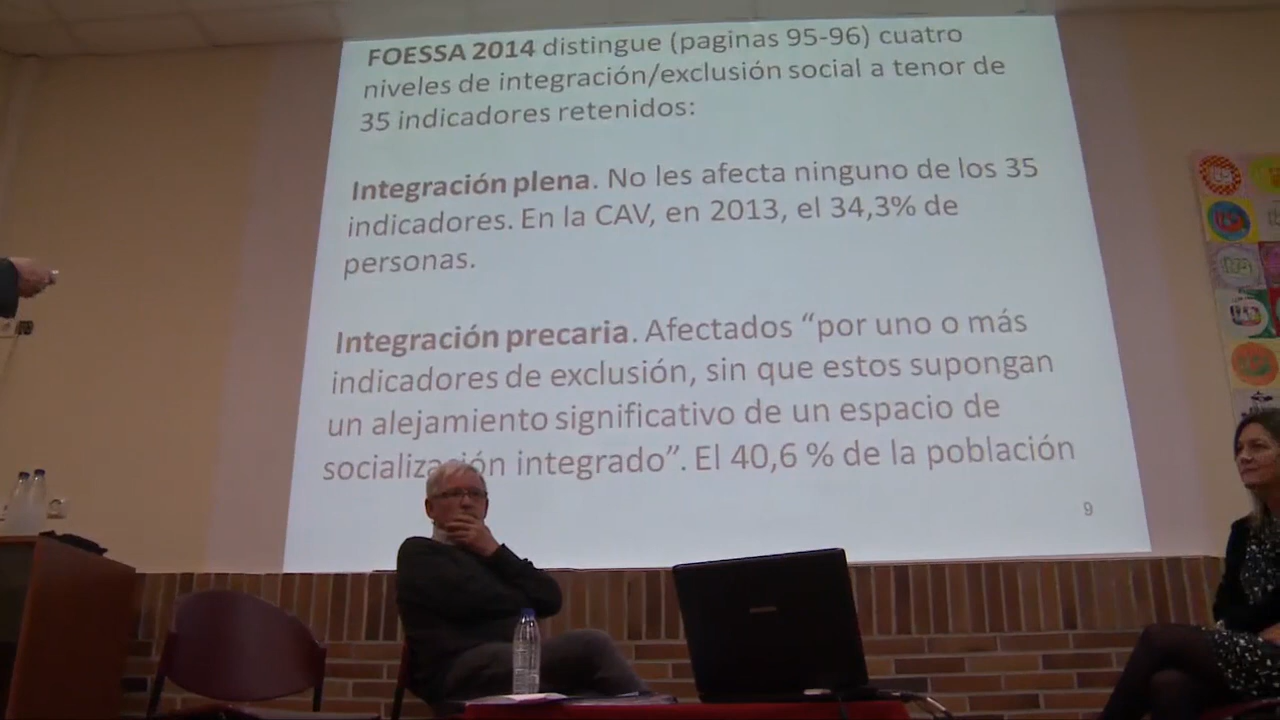 FOESSA 2014 distingue (paginas 95-96) cuatro
niveles de integración/exclusión social a tenor de
35 indicadores retenidos:
Integración plena. No les afecta ninguno de los 35
indicadores. En la CAV, en 2013, el 34,3% de
personas.
Integración precaria. Afectados “por uno o más
indicadores de exclusión, sin que estos supongan
un alejamiento significativo de un espacio de
socialización integrado”. El 40,6 % de la población
9